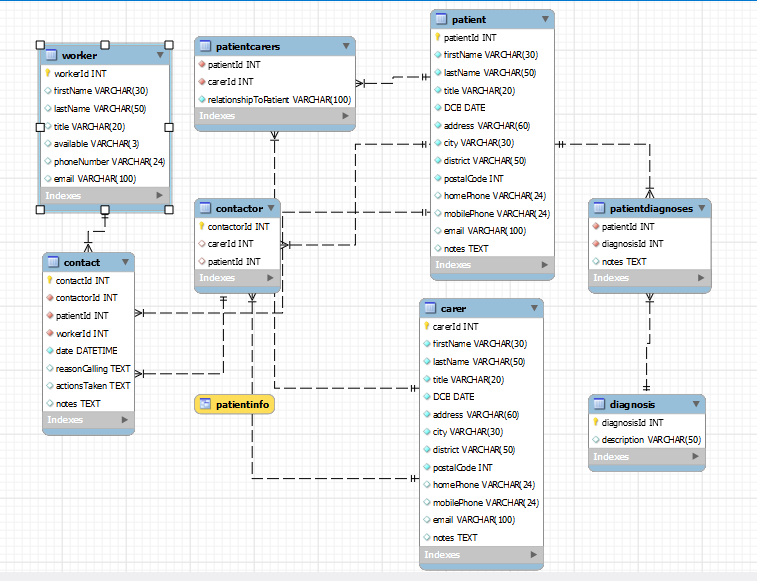 worker
workerId INT
firstName VARCHAR(30)
lastName VARCHAR(50)
title VARCHAR(20)
available VARCHAR(3)
phoneNumber VARCHAR(24)
email VARCHAR(100)
Indexes
patientcarers
patientId INT
carerId INT
relationshipToPatient VARCHAR(100)
Indexes
patient
patientId INT
firstName VARCHAR(30)
lastName VARCHAR(50)
title VARCHAR(20)
DCB DATE
address VARCHAR(60)
city VARCHAR(30)
district VARCHAR(50)
postalCode INT
homePhone VARCHAR(24)
mobilePhone VARCHAR(24)
email VARCHAR(100)
notes TEXT
Indexes
contactor
contactorId INT
carerId INT
patientId INT
Indexes
patientdiagnoses
patientId INT
diagnosisId INT
notes TEXT
Indexes
contact
contactId INT
contactorId INT
patientId INT
workerId INT
date DATETIME
reasonCalling TEXT
actionsTaken TEXT
notes TEXT
Indexes
carer
carerId INT
firstName VARCHAR(30)
lastName VARCHAR(50)
title VARCHAR(20)
DCB DATE
address VARCHAR(60)
city VARCHAR(30)
district VARCHAR(50)
postalCode INT
homePhone VARCHAR(24)
mobilePhone VARCHAR(24)
email VARCHAR(100)
notes TEXT
Indexes
patientinfo
diagnosis
diagnosisId INT
description VARCHAR(50)
Indexes